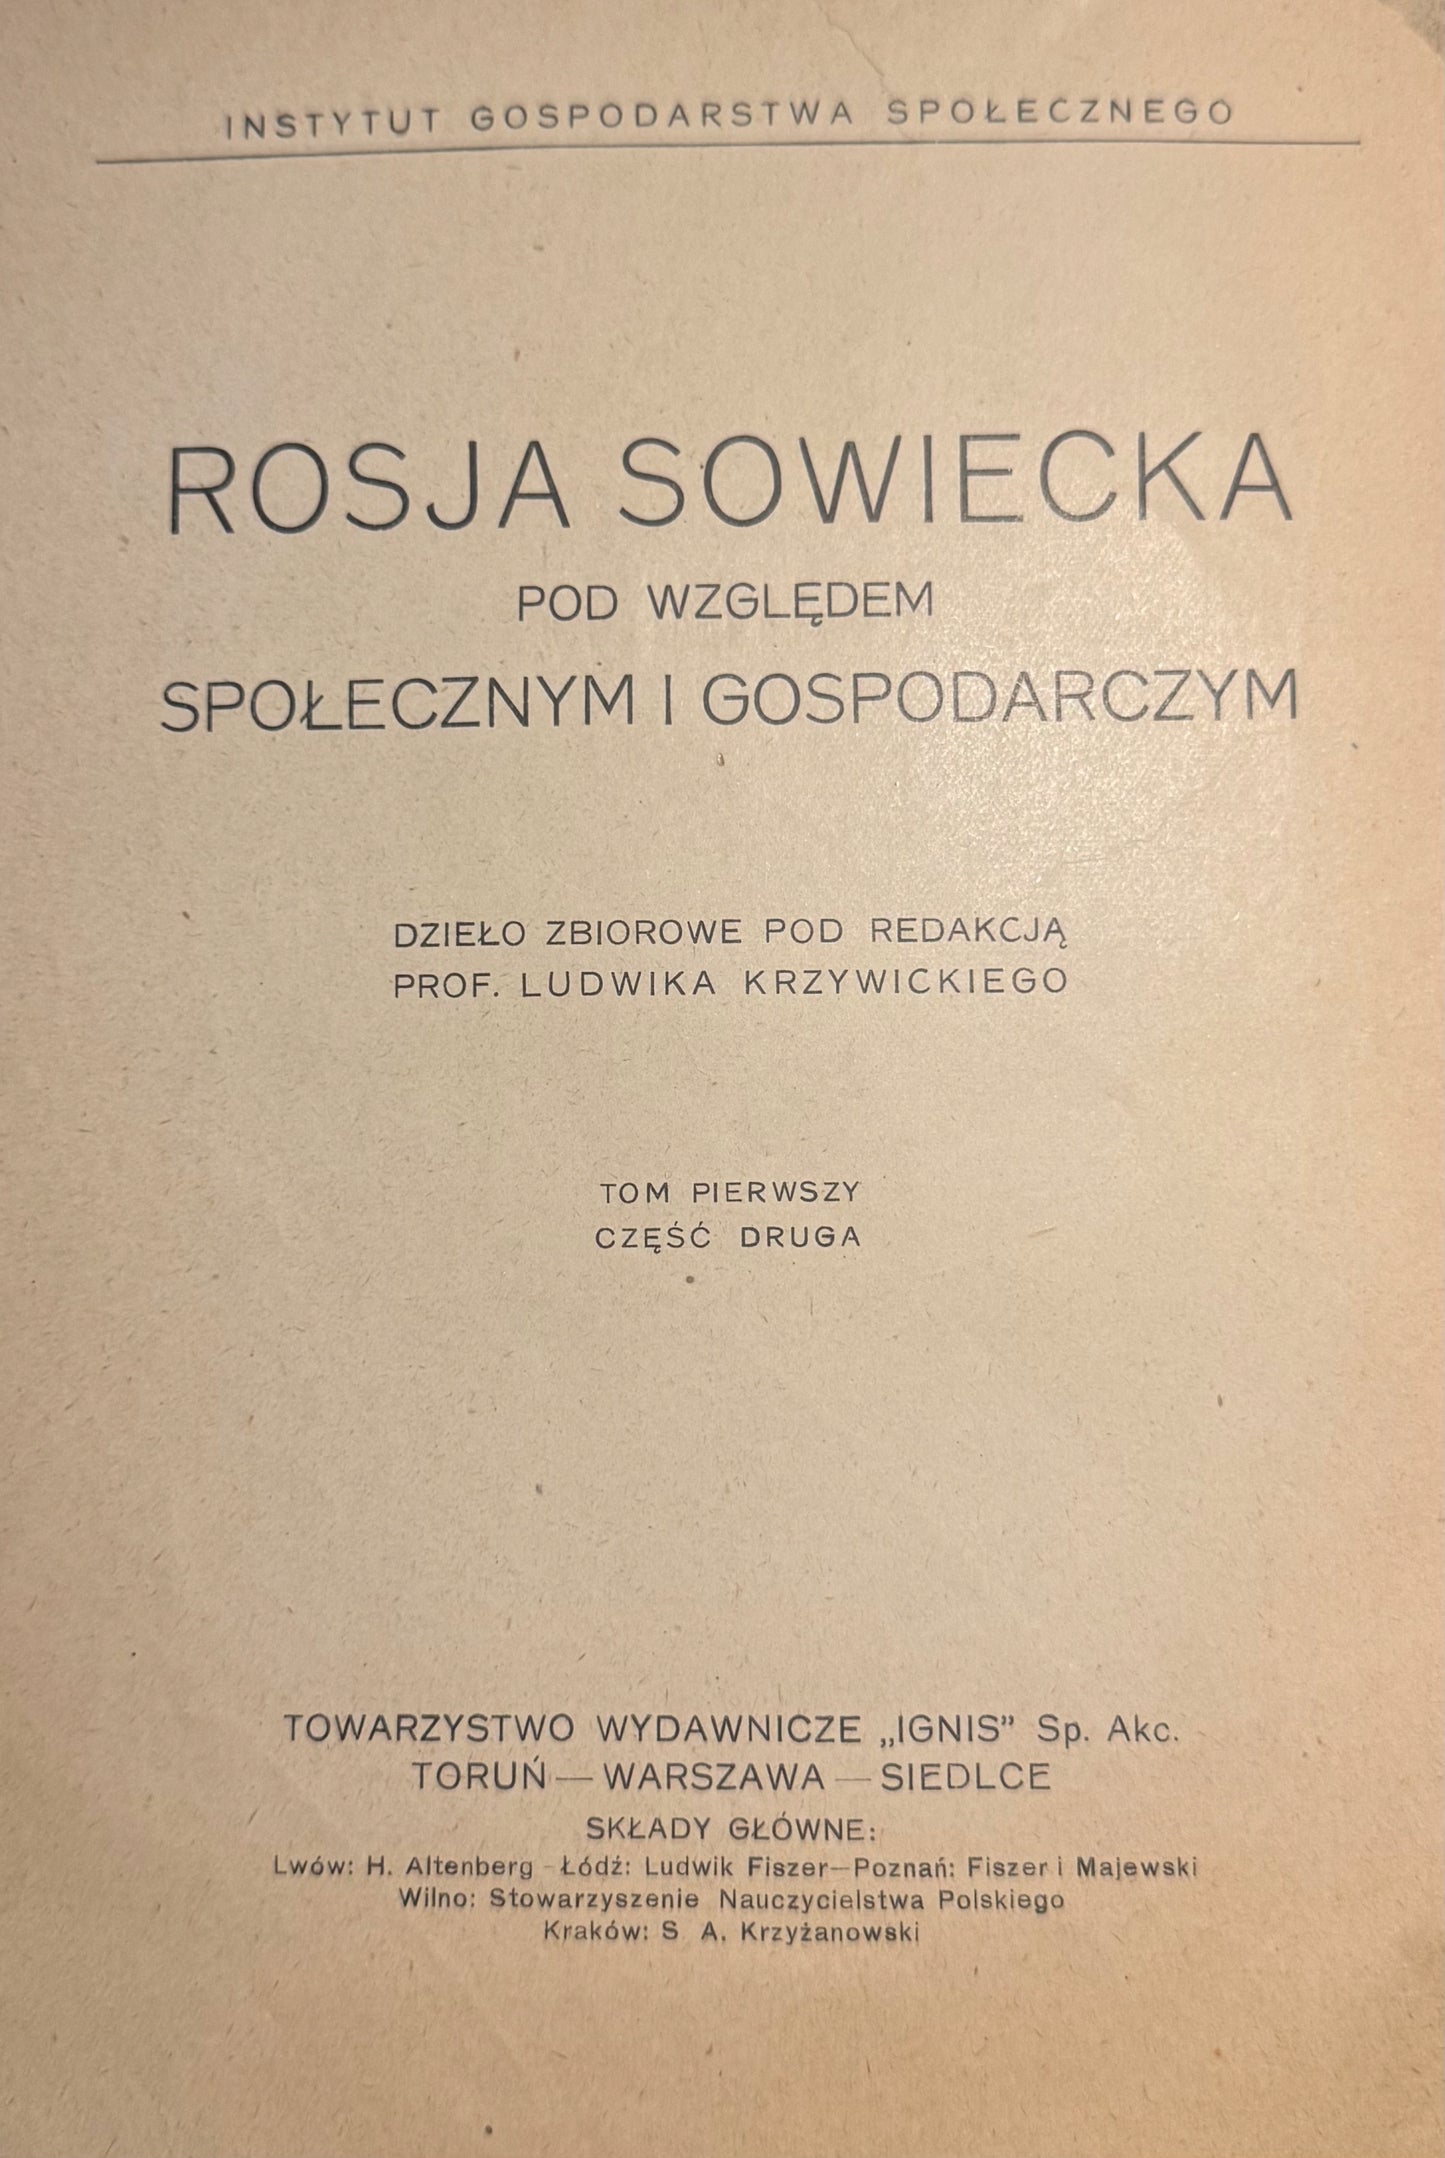 INSTYTUT GOSPODARSTWA SPOŁECZNEGO
ROSJA SOWIECKA
POD WZGLĘDEM
SPOŁECZNYM I GOSPODARCZYM
DZIEŁO ZBIOROWE POD REDAKCJĄ
PROF. LUDWIKA KRZYWICKIEGO
TOM PIERWSZY
CZĘŚĆ DRUGA
TOWARZYSTWO WYDAWNICZE „IGNIS” Sp. Akc.
TORUŃ — WARSZAWA — SIEDLCE
SKŁADY GŁÓWNE:
Lwów: H. Altenberg - Łódź: Ludwik Fiszer—Poznań: Fiszer i Majewski
Wilno: Stowarzyszenie Nauczycielstwa Polskiego
Kraków: S A. Krzyżanowski